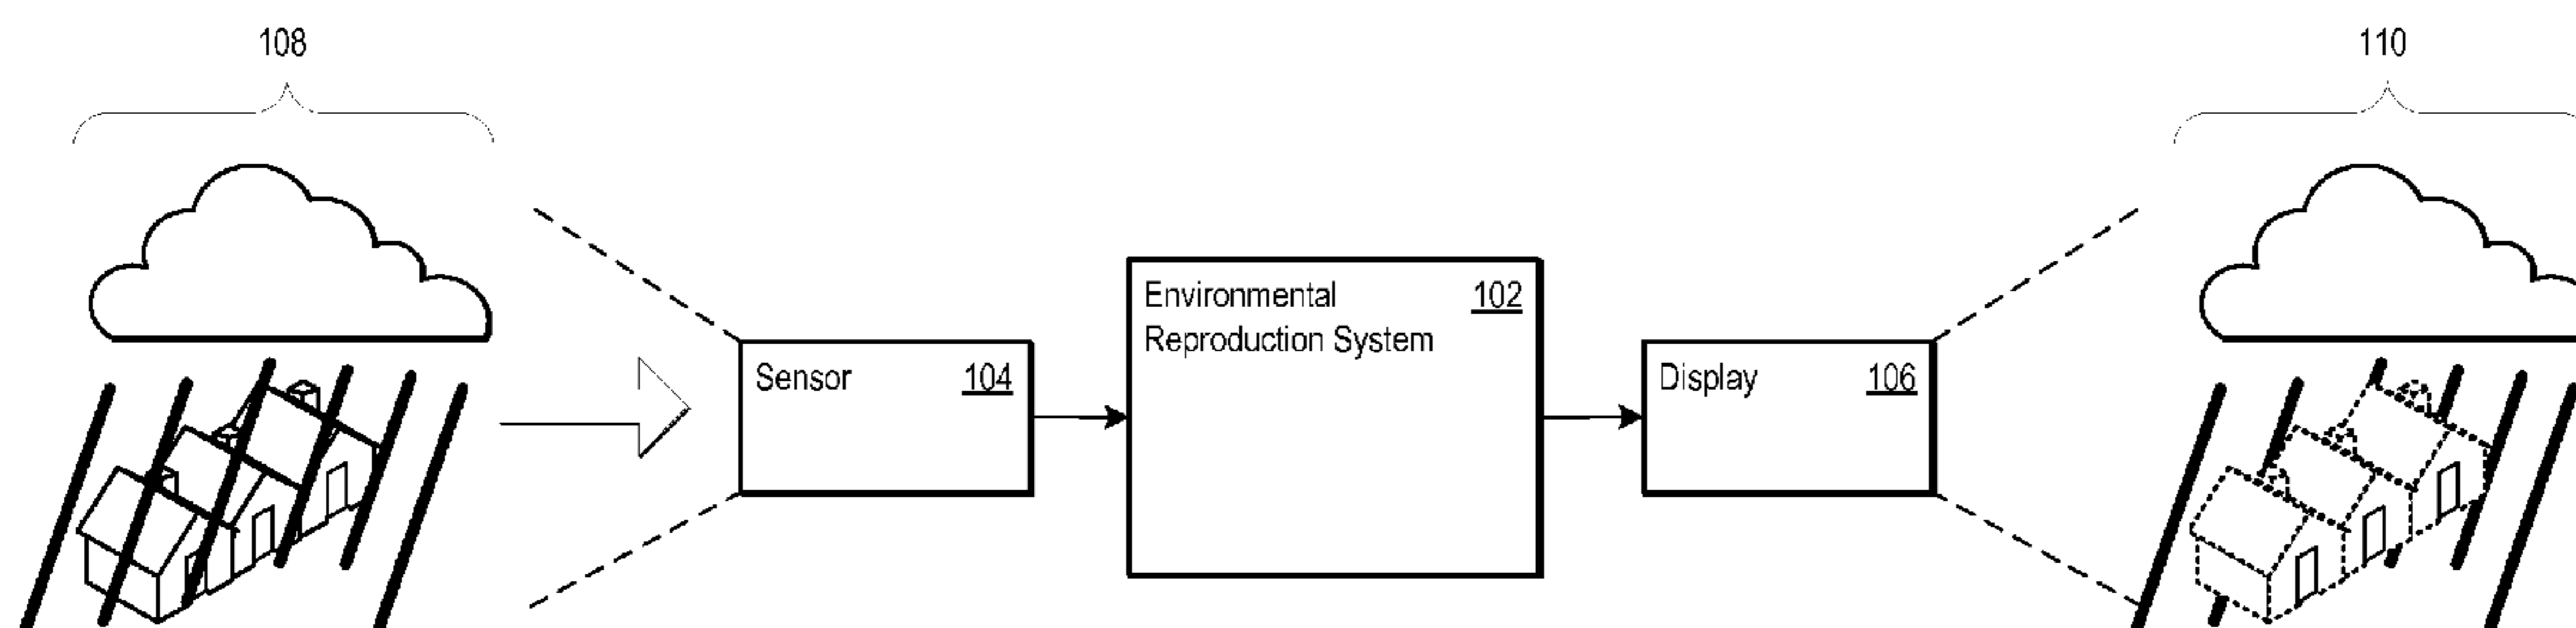 108
110
Environmental 102
Reproduction System
Sensor 104
Display 106